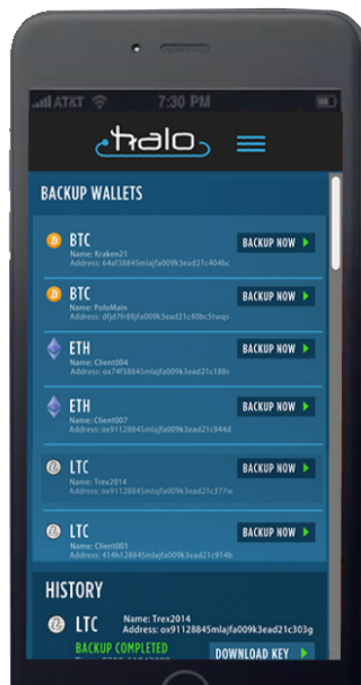 AT&T 7:30 PM
halo
BACKUP WALLETS
BTC BACKUP NOW
Name: Kraken21
Address: 64af38845mlajfa009k3ead21c404bc
BTC BACKUP NOW
Name: PoloMain
Address: dfjd7fr88jfa009k3ead21c40bc5twqs
ETH BACKUP NOW
Name: Client004
Address: ox74f38845mlajfa009k3ead21c188s
ETH BACKUP NOW
Name: Client007
Address: ox91128845mlajfa009k3ead21c944d
LTC BACKUP NOW
Name: Trex2014
Address: ox91128845mlajfa009k3ead21c377w
LTC BACKUP NOW
Name: Client001
Address: 414h128845mlajfa009k3ead21c914b
HISTORY
LTC Name: Trex2014
Address: ox91128845mlajfa009k3ead21c303g
BACKUP COMPLETED DOWNLOAD KEY